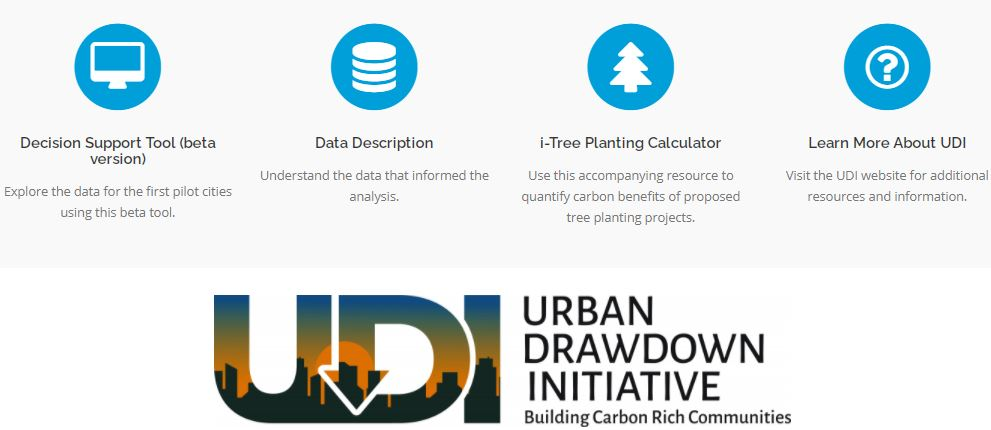 Decision Support Tool (beta
version)
Explore the data for the first pilot cities
using this beta tool.
Data Description
Understand the data that informed the
analysis.
i-Tree Planting Calculator
Use this accompanying resource to
quantify carbon benefits of proposed
tree planting projects.
Learn More About UDI
Visit the UDI website for additional
resources and information.
UDI
URBAN
DRAWDOWN
INITIATIVE
Building Carbon Rich Communities